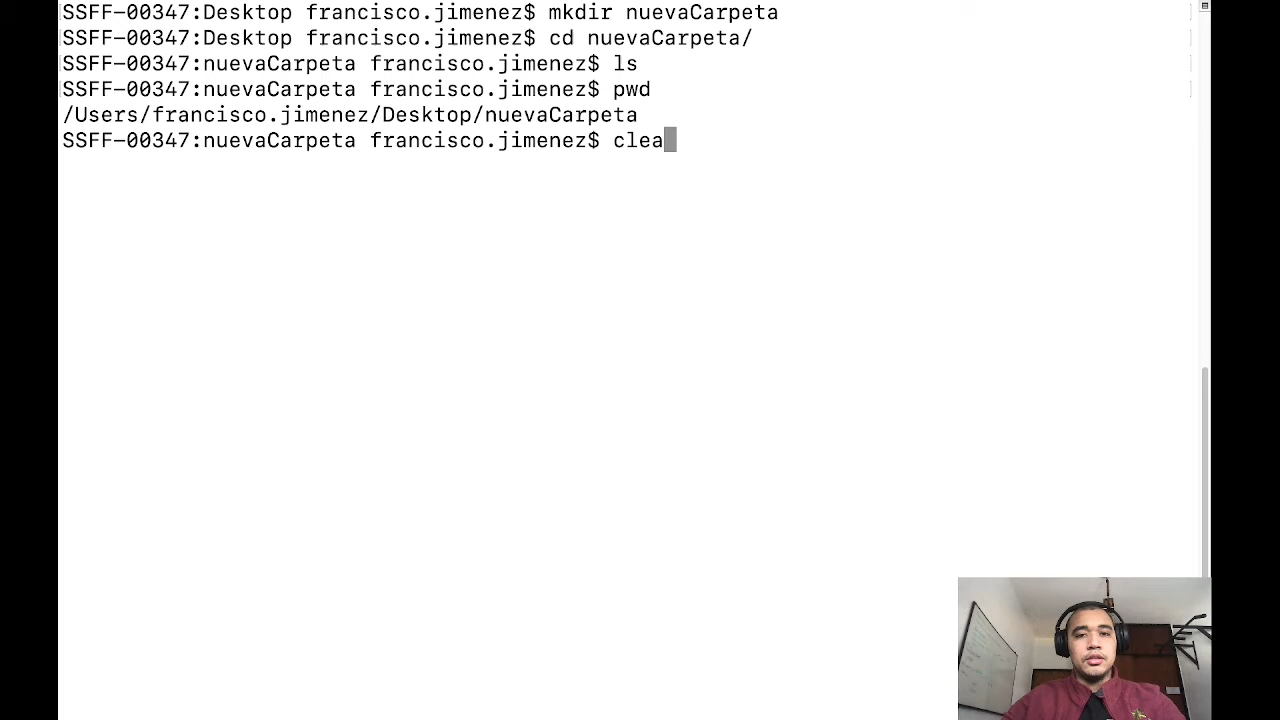 SSFF-00347:Desktop francisco.jimenez$ mkdir nuevaCarpeta
SSFF-00347:Desktop francisco.jimenez$ cd nuevaCarpeta/
SSFF-00347:nuevaCarpeta francisco.jimenez$ ls
SSFF-00347:nuevaCarpeta francisco.jimenez$ pwd
/Users/francisco.jimenez/Desktop/nuevaCarpeta
SSFF-00347:nuevaCarpeta francisco.jimenez$ clea